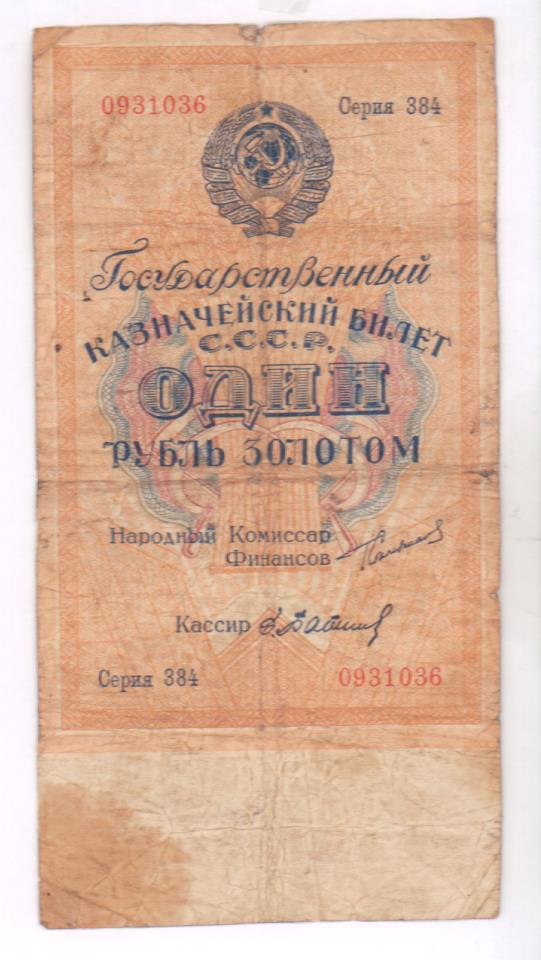 0931036 Серия 384
Государственный
КАЗНАЧЕЙСКИЙ БИЛЕТ
С.С.С.Р.
ОДИН
РУБЛЬ ЗОЛОТОМ
Народный Комиссар
Финансов
Кассир
Серия 384 0931036